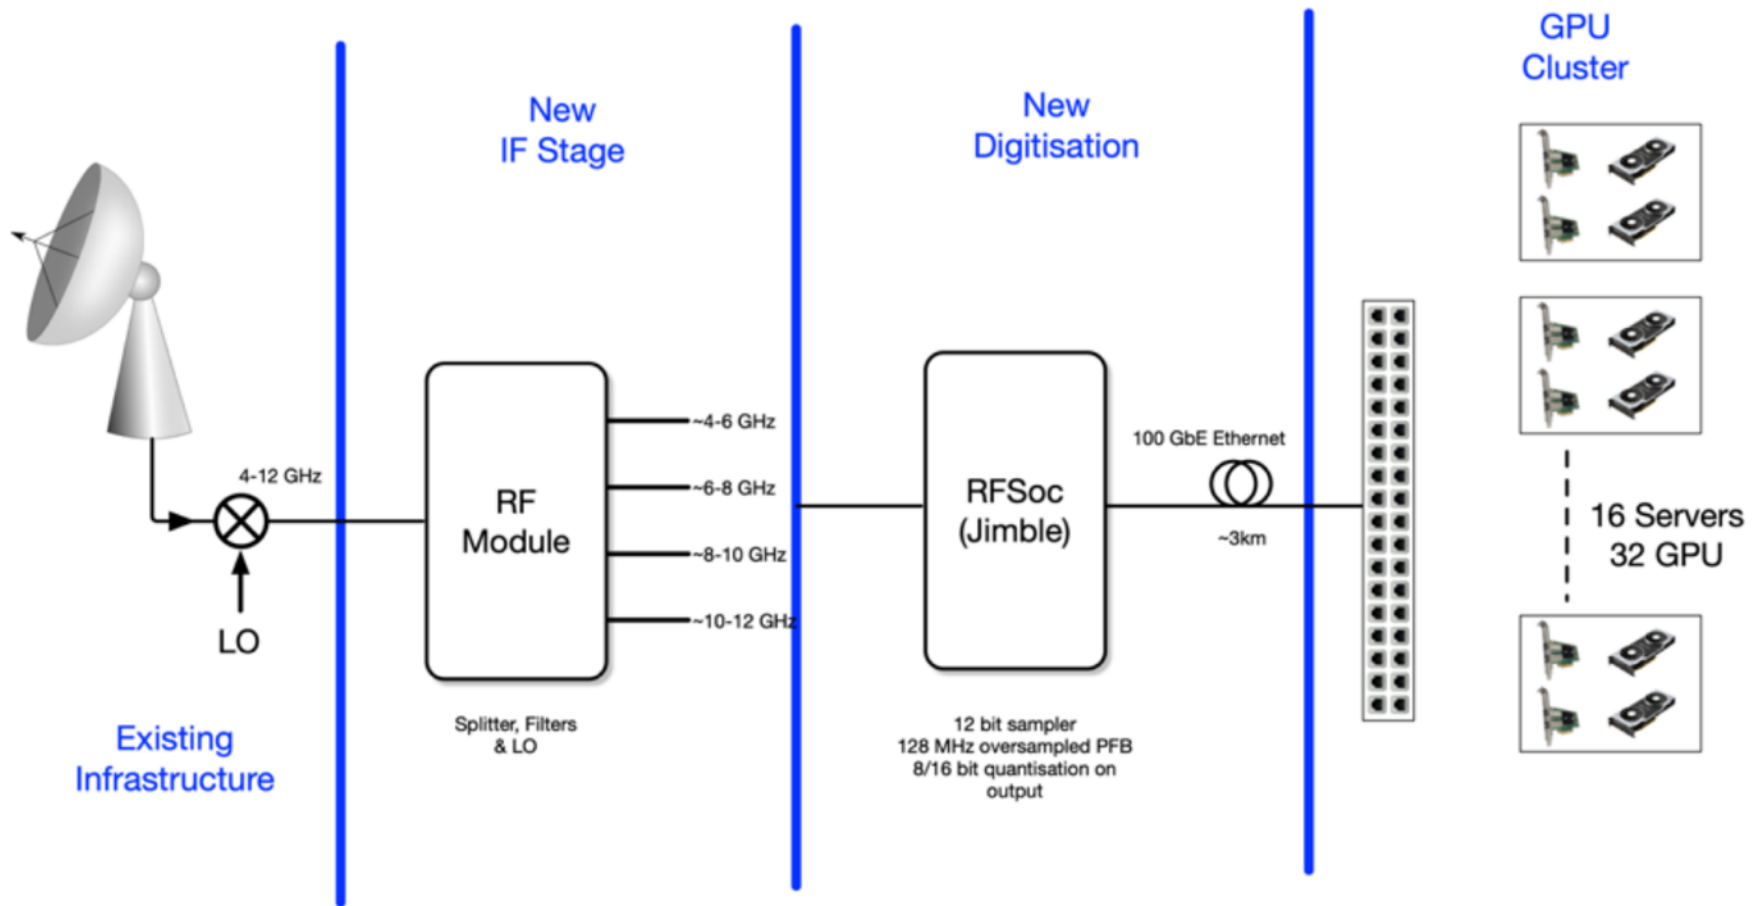 GPU
Cluster
New
IF Stage
New
Digitisation
4-12 GHz
LO
Existing
Infrastructure
RF
Module
~4-6 GHz
~6-8 GHz
~8-10 GHz
~10-12 GHz
Splitter, Filters
& LO
RFSoc
(Jimble)
12 bit sampler
128 MHz oversampled PFB
8/16 bit quantisation on
output
100 GbE Ethernet
~3km
16 Servers
32 GPU